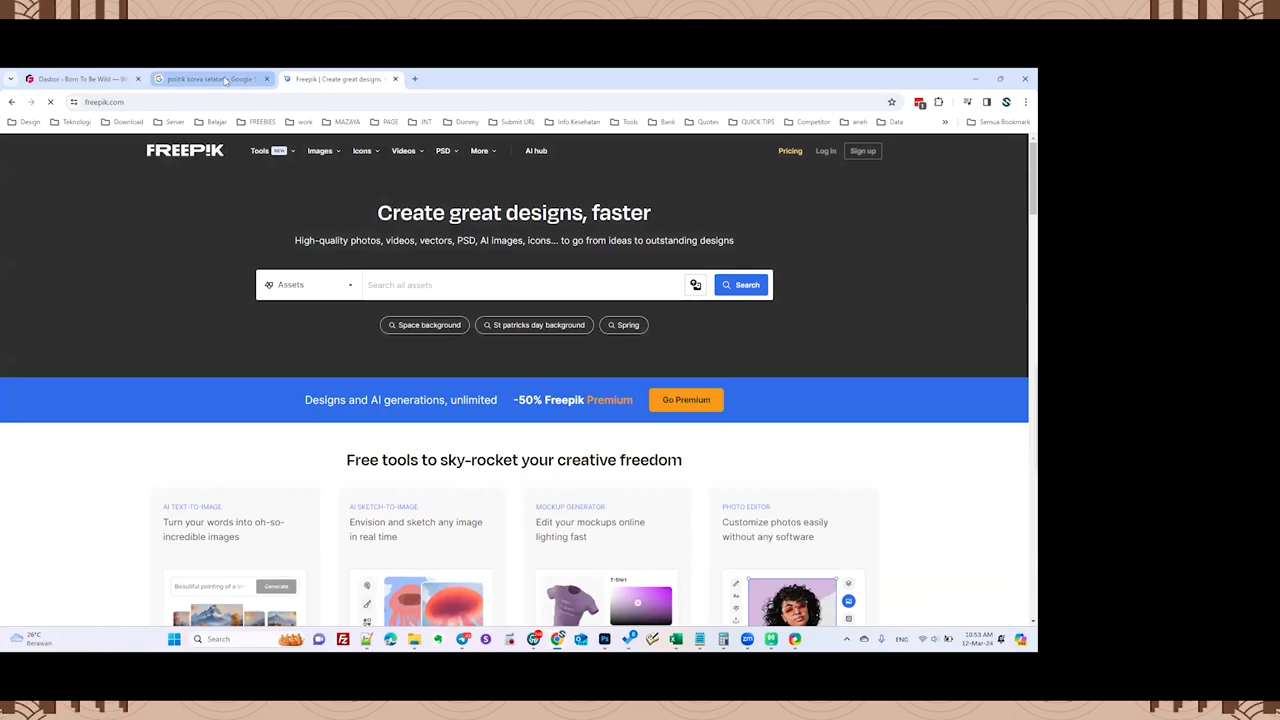 Dasbor - Born To Be Wild — W
politik korea selatan - Google
Freepik | Create great designs
freepik.com
Design Teknologi Download Server Belajar FREEBIES work MAZAYA PAGE JNT Dummy Submit URL Info Kesehatan Tools Bank Quotes QUICK TIPS Competitor aneh Data » Semua Bookmark
FREEPIK Tools NEW Images Icons Videos PSD More AI hub Pricing Log in Sign up
Create great designs, faster
High-quality photos, videos, vectors, PSD, AI images, icons... to go from ideas to outstanding designs
Assets Search all assets Search
Space background St patricks day background Spring
Designs and AI generations, unlimited -50% Freepik Premium Go Premium
Free tools to sky-rocket your creative freedom
AI TEXT-TO-IMAGE
Turn your words into oh-so-
incredible images
Beautiful painting of a Generate
AI SKETCH-TO-IMAGE
Envision and sketch any image
in real time
MOCKUP GENERATOR
Edit your mockups online
lighting fast
T-Shirt
PHOTO EDITOR
Customize photos easily
without any software
Aa
26°C
Berawan
Search
ENG
10:53 AM
12-Mar-24